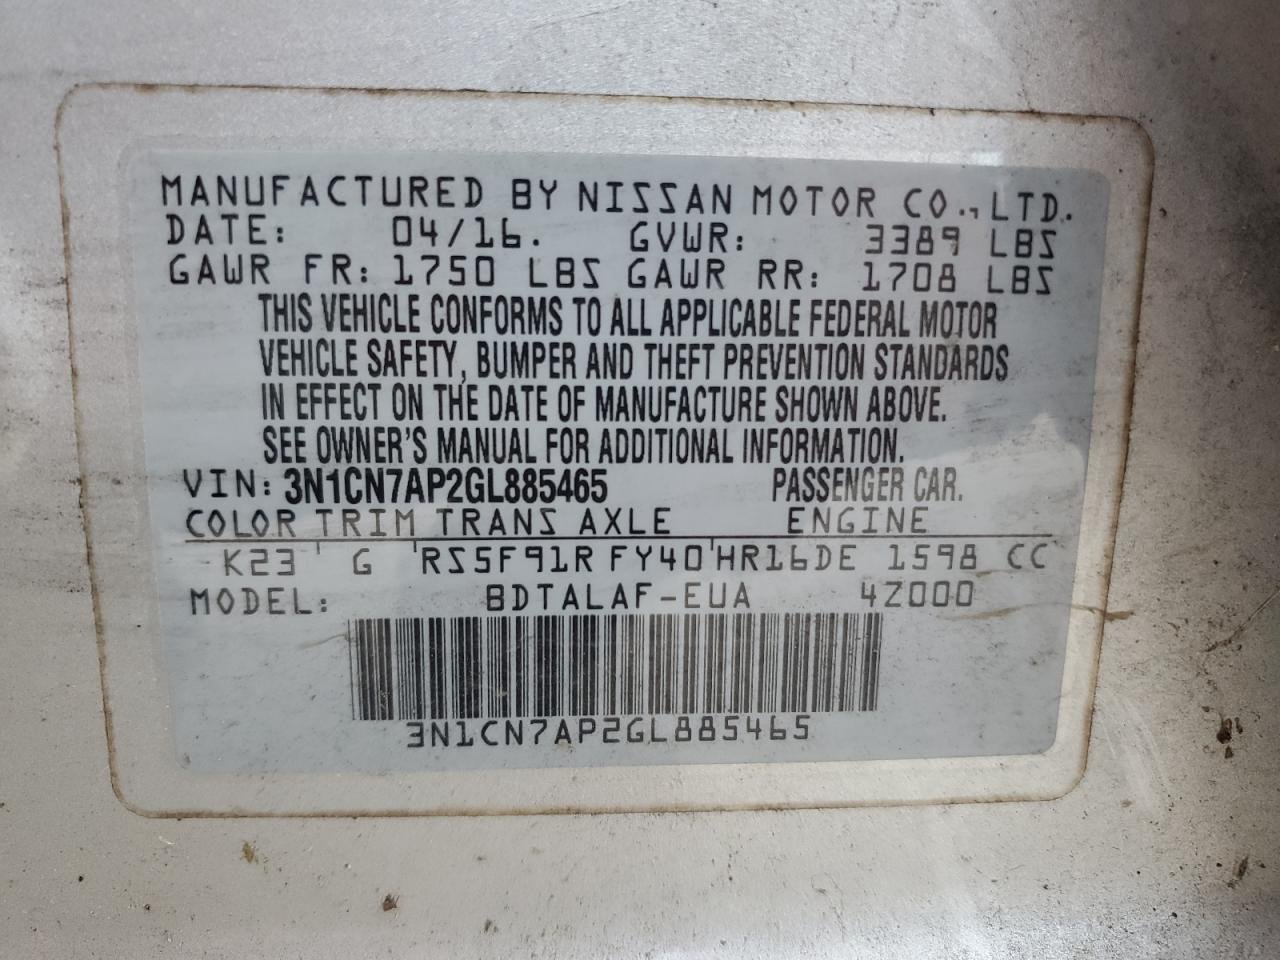 MANUFACTURED BY NISSAN MOTOR CO., LTD.
DATE: 04/16. GVWR: 3389 LBS
GAWR FR: 1750 LBS GAWR RR: 1708 LBS
THIS VEHICLE CONFORMS TO ALL APPLICABLE FEDERAL MOTOR
VEHICLE SAFETY, BUMPER AND THEFT PREVENTION STANDARDS
IN EFFECT ON THE DATE OF MANUFACTURE SHOWN ABOVE.
SEE OWNER'S MANUAL FOR ADDITIONAL INFORMATION.
VIN: 3N1CN7AP2GL885465 PASSENGER CAR.
COLOR TRIM TRANS AXLE ENGINE
K23 G RS5F91R FY40 HR16DE 1598 CC
MODEL: BDTALAF-EUA 4Z000
3N1CN7AP2GL885465